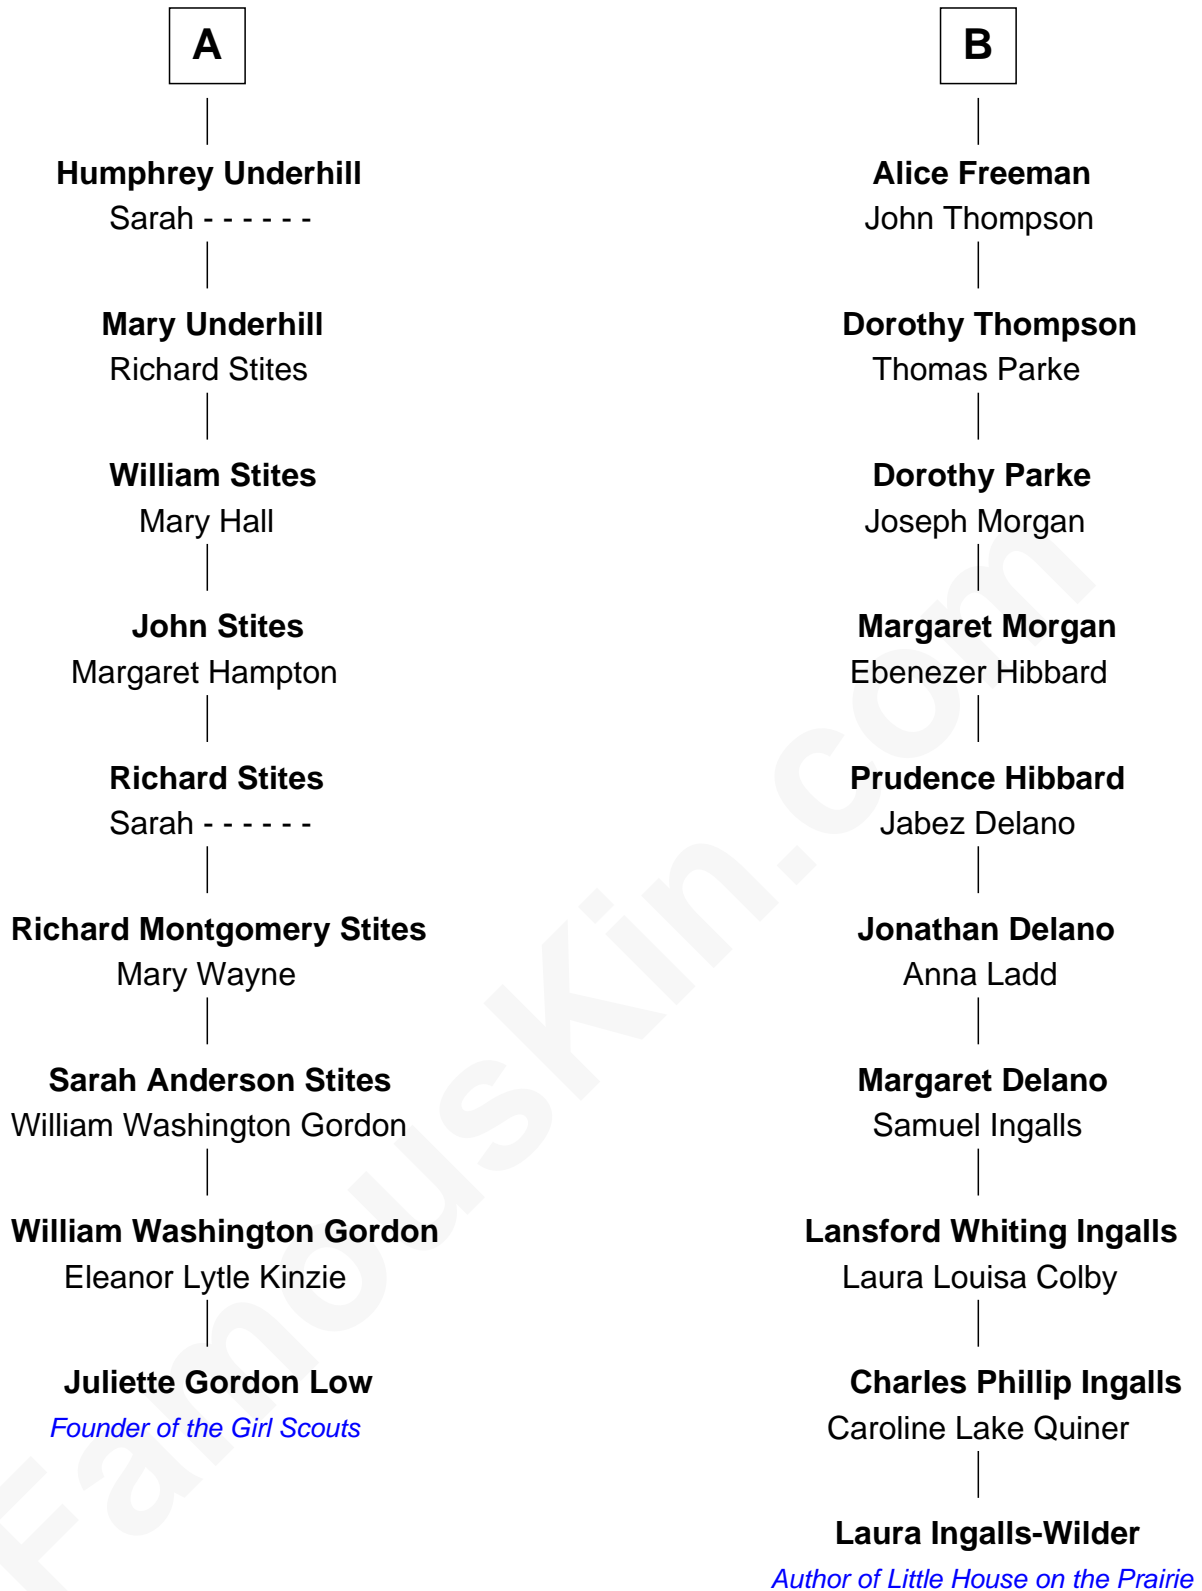 A
Humphrey Underhill
Sarah - - - - - -
Mary Underhill
Richard Stites
William Stites
Mary Hall
John Stites
Margaret Hampton
Richard Stites
Sarah - - - - - -
Richard Montgomery Stites
Mary Wayne
Sarah Anderson Stites
William Washington Gordon
William Washington Gordon
Eleanor Lytle Kinzie
Juliette Gordon Low
Founder of the Girl Scouts
B
Alice Freeman
John Thompson
Dorothy Thompson
Thomas Parke
Dorothy Parke
Joseph Morgan
Margaret Morgan
Ebenezer Hibbard
Prudence Hibbard
Jabez Delano
Jonathan Delano
Anna Ladd
Margaret Delano
Samuel Ingalls
Lansford Whiting Ingalls
Laura Louisa Colby
Charles Phillip Ingalls
Caroline Lake Quiner
Laura Ingalls-Wilder
Author of Little House on the Prairie
FamousKin.com